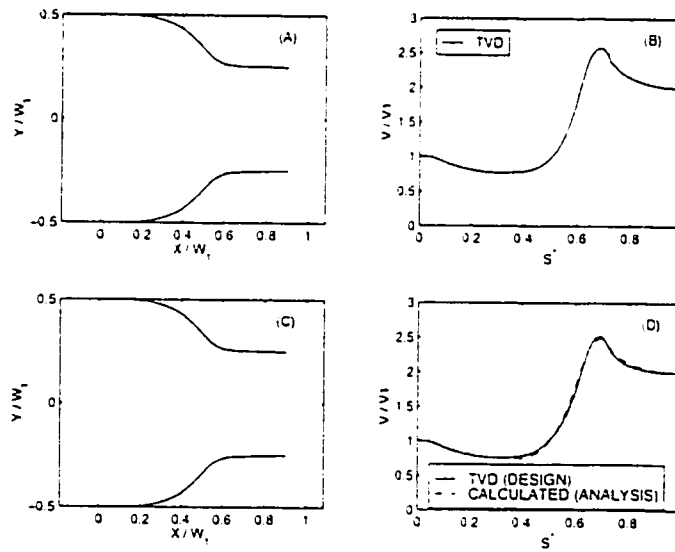 0.5
0
-0.5
Y / W₁
0 0.2 0.4 0.6 0.8 1
X / W₁
(A)
3
2.5
2
1.5
1
0.5
0
V / V1
0 0.2 0.4 0.6 0.8
S*
TVD
(B)
0.5
0
-0.5
Y / W₁
0 0.2 0.4 0.6 0.8 1
X / W₁
(C)
3
2.5
2
1.5
1
0.5
0
V / V1
0 0.2 0.4 0.6 0.8
S*
(D)
TVD (DESIGN)
CALCULATED (ANALYSIS)